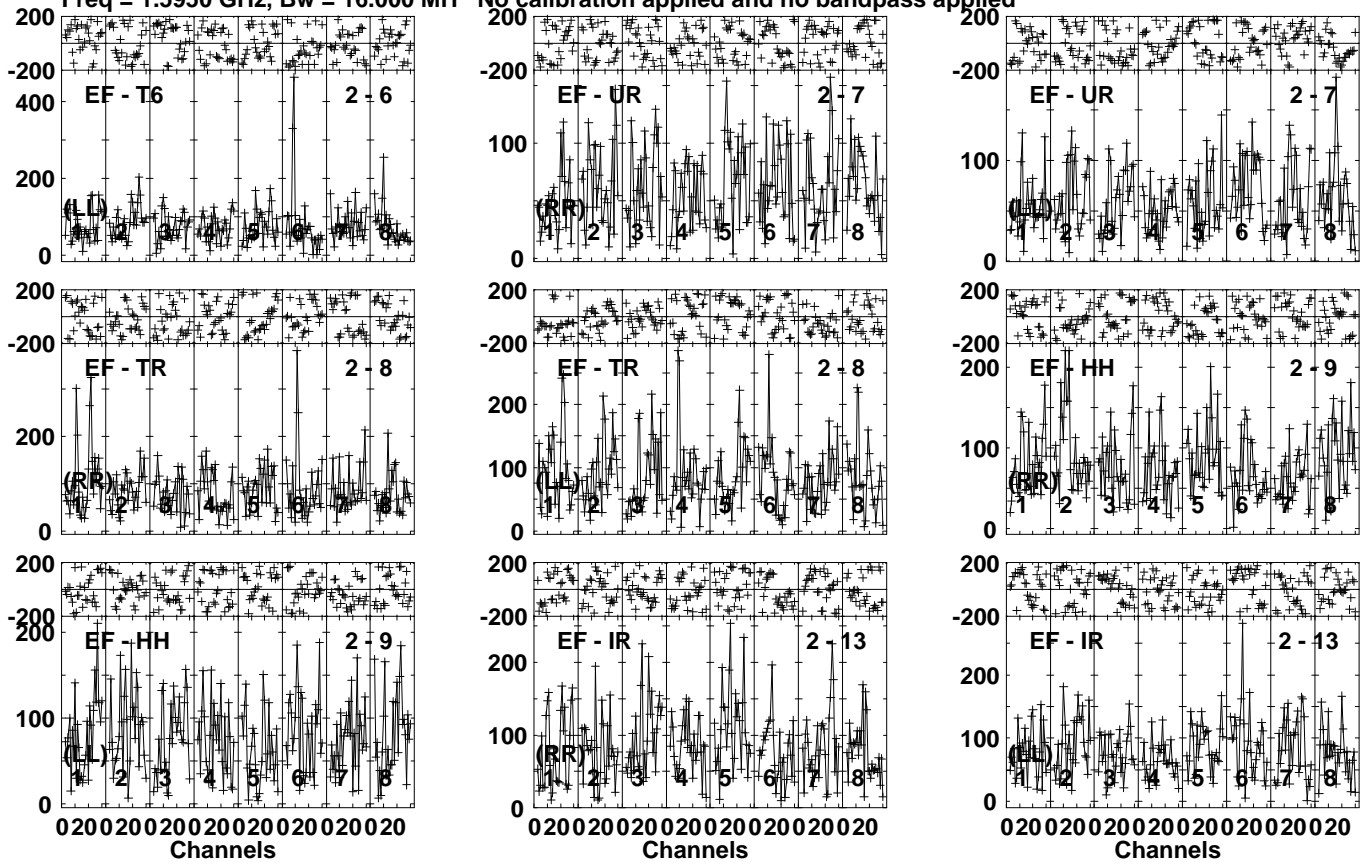 Freq = 1.5950 GHz, Bw = 16.000 MH No calibration applied and no bandpass applied
200 200 200
-200 -200 -200
EF - T6 2 - 6 EF - UR 2 - 7 EF - UR 2 - 7
400
200 100 100
(LL) (RR) (LL)
1 2 3 4 5 6 7 8 1 2 3 4 5 6 7 8 1 2 3 4 5 6 7 8
0 0 0
200 200 200
-200 -200 -200
EF - TR 2 - 8 EF - TR 2 - 8 EF - HH 2 - 9
200 200 200
100 100
(RR) (LL) (RR)
1 2 3 4 5 6 7 8 1 2 3 4 5 6 7 8 1 2 3 4 5 6 7 8
0 0 0
200 200 200
-200 -200 -200
EF - HH 2 - 9 EF - IR 2 - 13 EF - IR 2 - 13
200 200 200
100 100 100
(LL) (RR) (LL)
1 2 3 4 5 6 7 8 1 2 3 4 5 6 7 8 1 2 3 4 5 6 7 8
0 0 0
0 20 0 20 0 20 0 20 0 20 0 20 0 20 0 20 0 20 0 20 0 20 0 20 0 20 0 20 0 20 0 20 0 20 0 20 0 20 0 20 0 20 0 20 0 20 0 20
Channels Channels Channels